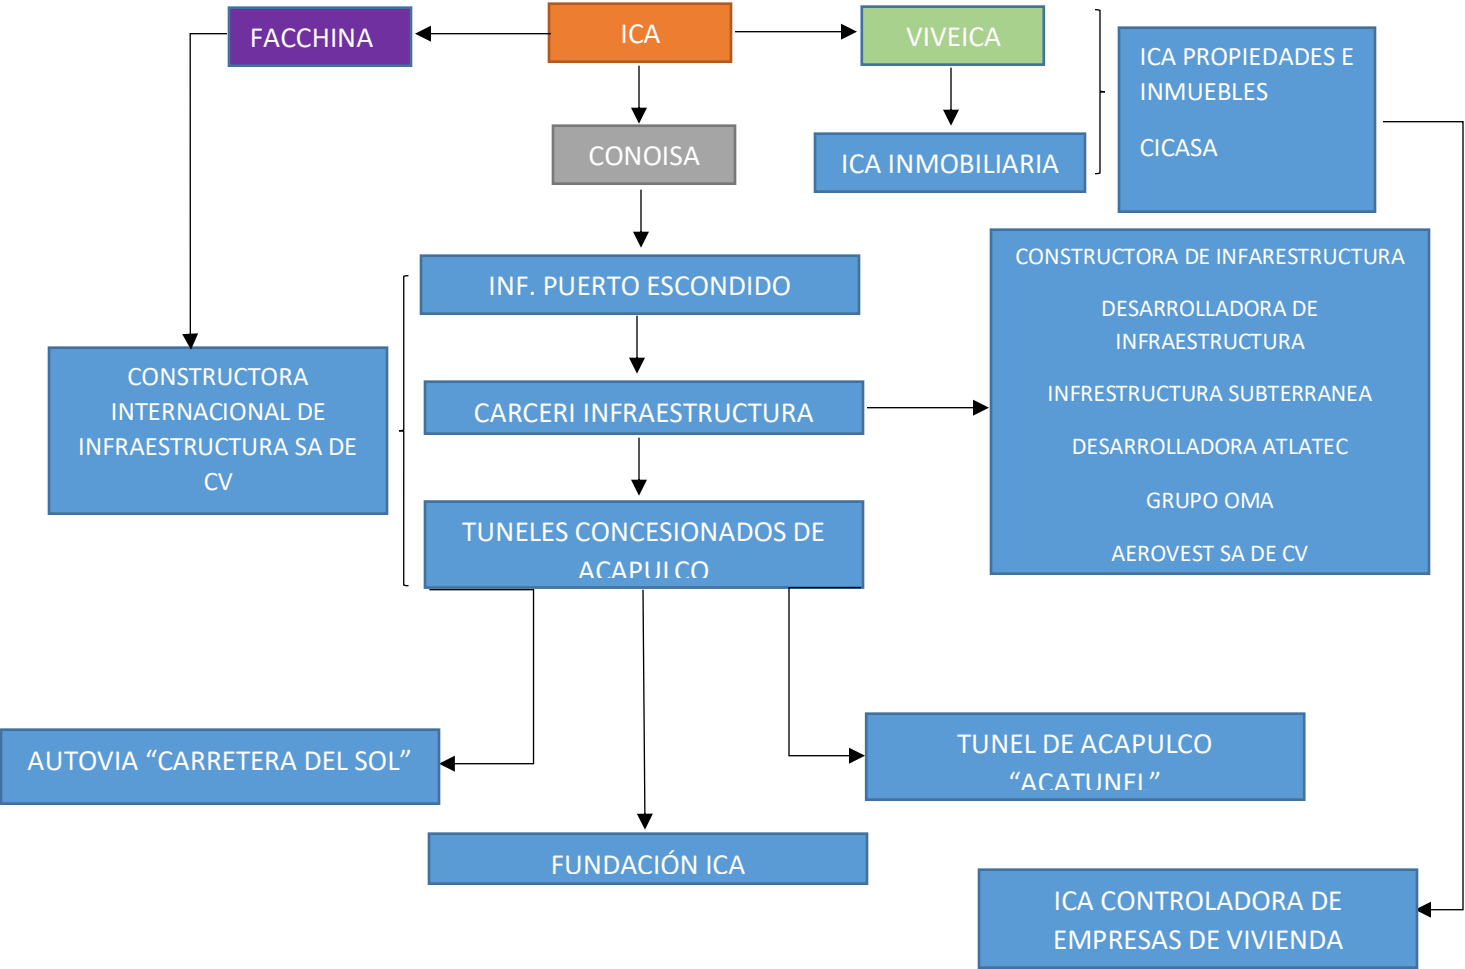 FACCHINA
ICA
VIVEICA
ICA PROPIEDADES E
INMUEBLES
CICASA
CONOISA
ICA INMOBILIARIA
INF. PUERTO ESCONDIDO
CONSTRUCTORA DE INFARESTRUCTURA
DESARROLLADORA DE
INFRAESTRUCTURA
INFRESTRUCTURA SUBTERRANEA
DESARROLLADORA ATLATEC
GRUPO OMA
AEROVEST SA DE CV
CONSTRUCTORA
INTERNACIONAL DE
INFRAESTRUCTURA SA DE
CV
CARCERI INFRAESTRUCTURA
TUNELES CONCESIONADOS DE
ACAPULCO
AUTOVIA “CARRETERA DEL SOL”
TUNEL DE ACAPULCO
“ACATUNEL”
FUNDACIÓN ICA
ICA CONTROLADORA DE
EMPRESAS DE VIVIENDA